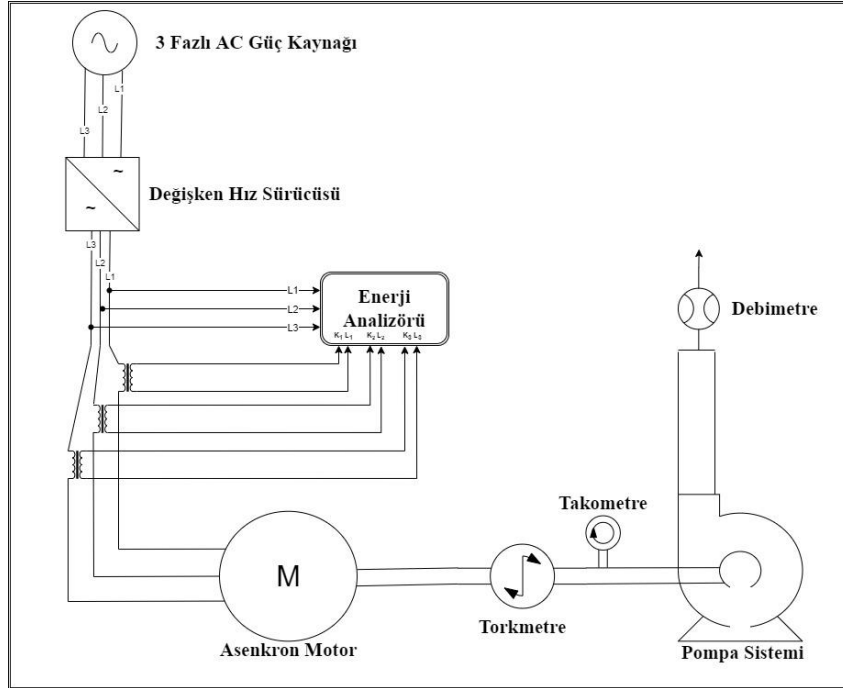 3 Fazlı AC Güç Kaynağı
L3
L2
L1
~
~
Değişken Hız Sürücüsü
L3
L2
L1
L1
L2
L3
Enerji
Analizörü
K₁ L₁ K₂ L₂ K₃ L₃
Debimetre
Takometre
M
Torkmetre
Asenkron Motor
Pompa Sistemi